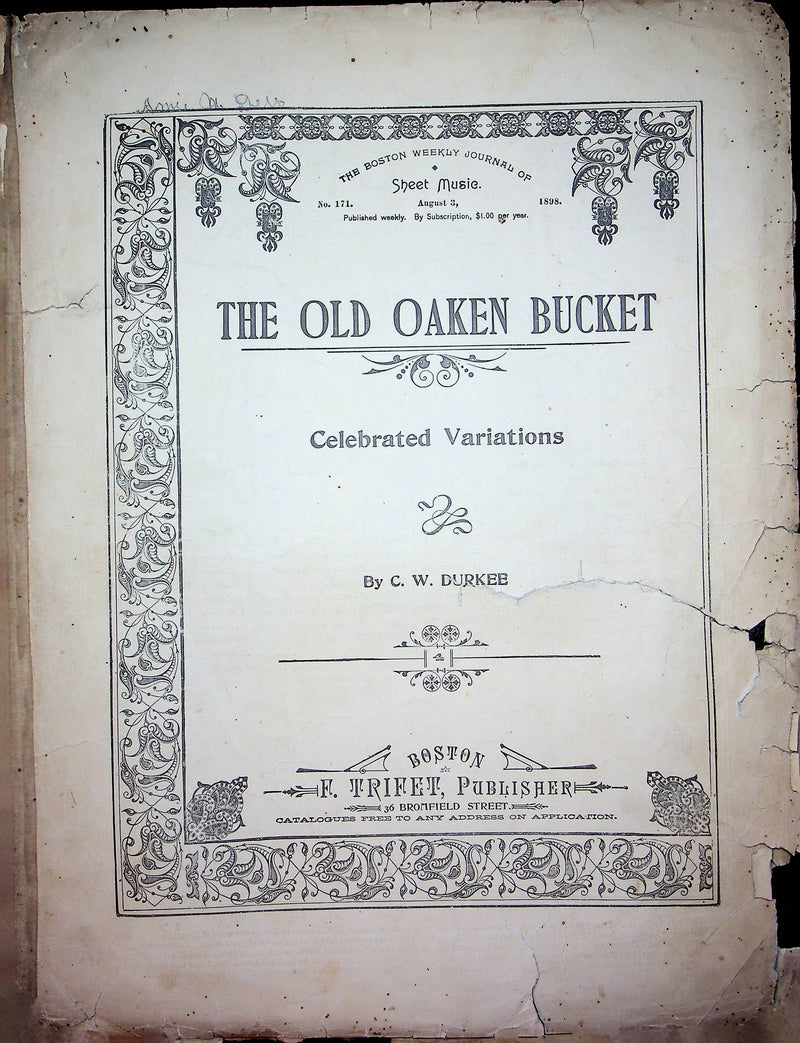 THE BOSTON WEEKLY JOURNAL OF
Sheet Music.
No. 171. August 3, 1898.
Published weekly. By Subscription, $1.00 per year.
THE OLD OAKEN BUCKET
Celebrated Variations
By C. W. DURKEE
4
BOSTON
F. TRIFET, PUBLISHER
36 BROMFIELD STREET.
CATALOGUES FREE TO ANY ADDRESS ON APPLICATION.